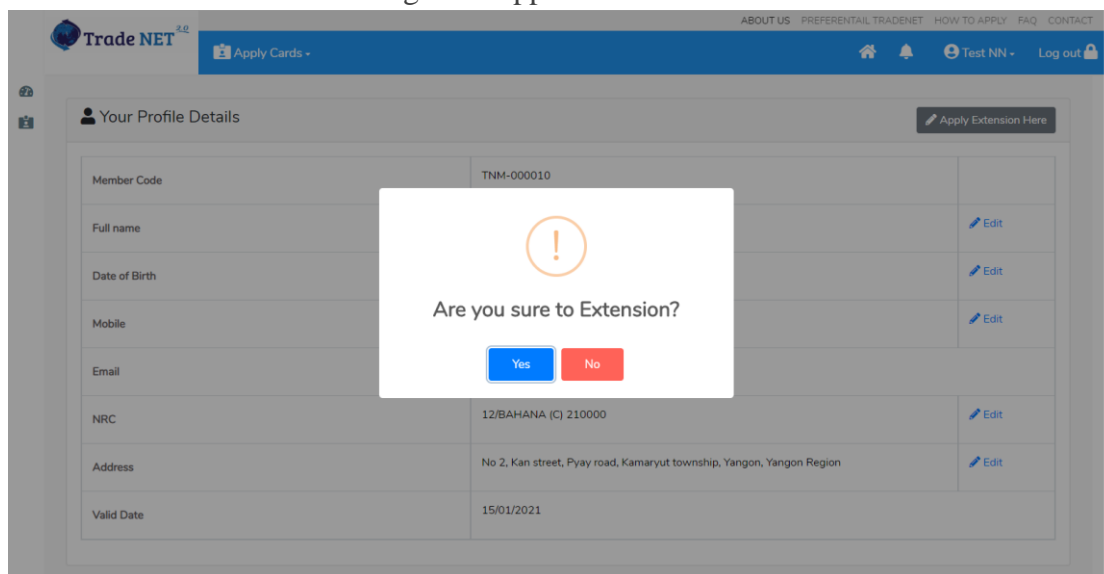 ABOUT US PREFERENTAIL TRADENET HOW TO APPLY FAQ CONTACT
Trade NET 2.0
Apply Cards
Test NN
Log out
Your Profile Details
Apply Extension Here
Member Code TNM-000010
Full name Edit
Date of Birth Edit
Are you sure to Extension?
Mobile Edit
Yes No
Email
NRC 12/BAHANA (C) 210000 Edit
Address No 2, Kan street, Pyay road, Kamaryut township, Yangon, Yangon Region Edit
Valid Date 15/01/2021